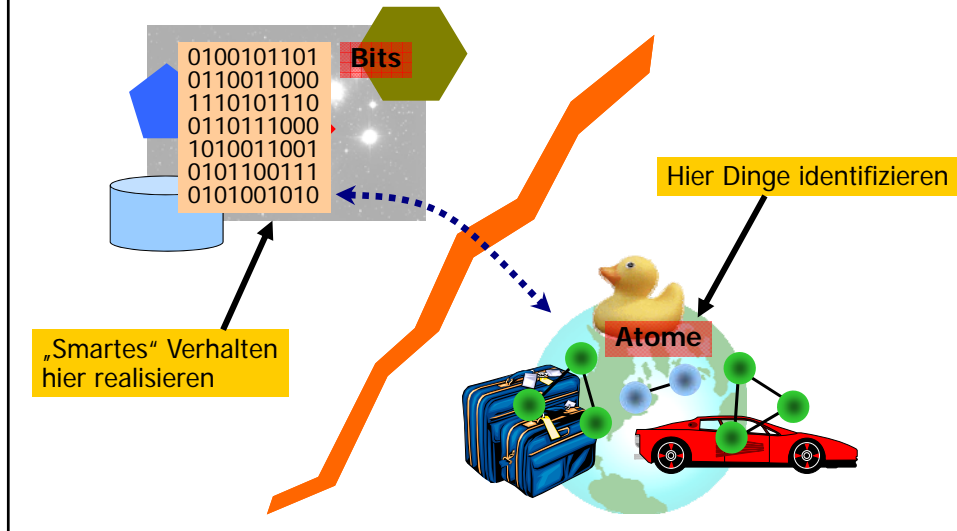 0100101101
0110011000
1110101110
0110111000
1010011001
0101100111
0101001010
Bits
Hier Dinge identifizieren
Atome
„Smartes“ Verhalten
hier realisieren